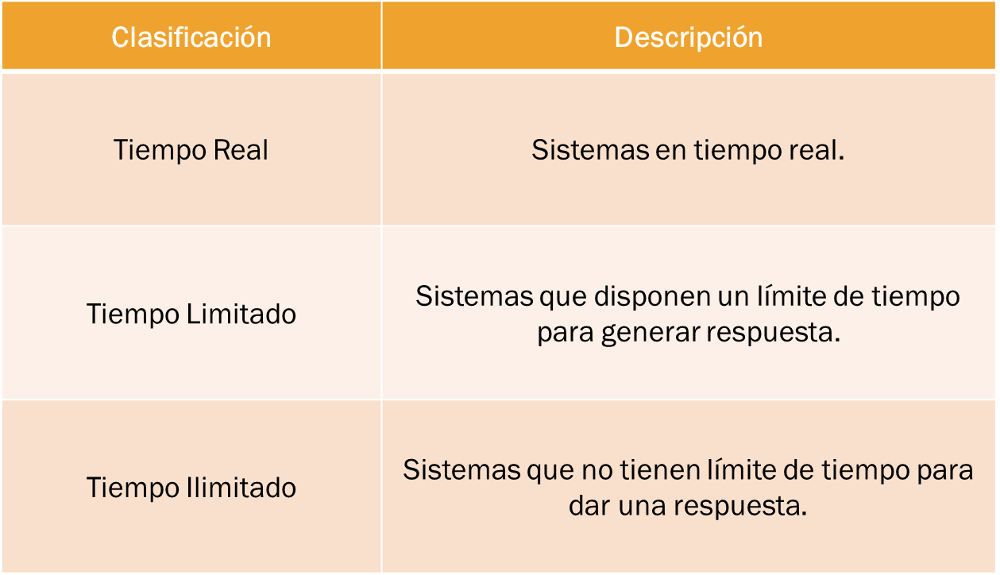 Clasificación
Descripción
Tiempo Real
Sistemas en tiempo real.
Tiempo Limitado
Sistemas que disponen un límite de tiempo
para generar respuesta.
Tiempo Ilimitado
Sistemas que no tienen límite de tiempo para
dar una respuesta.